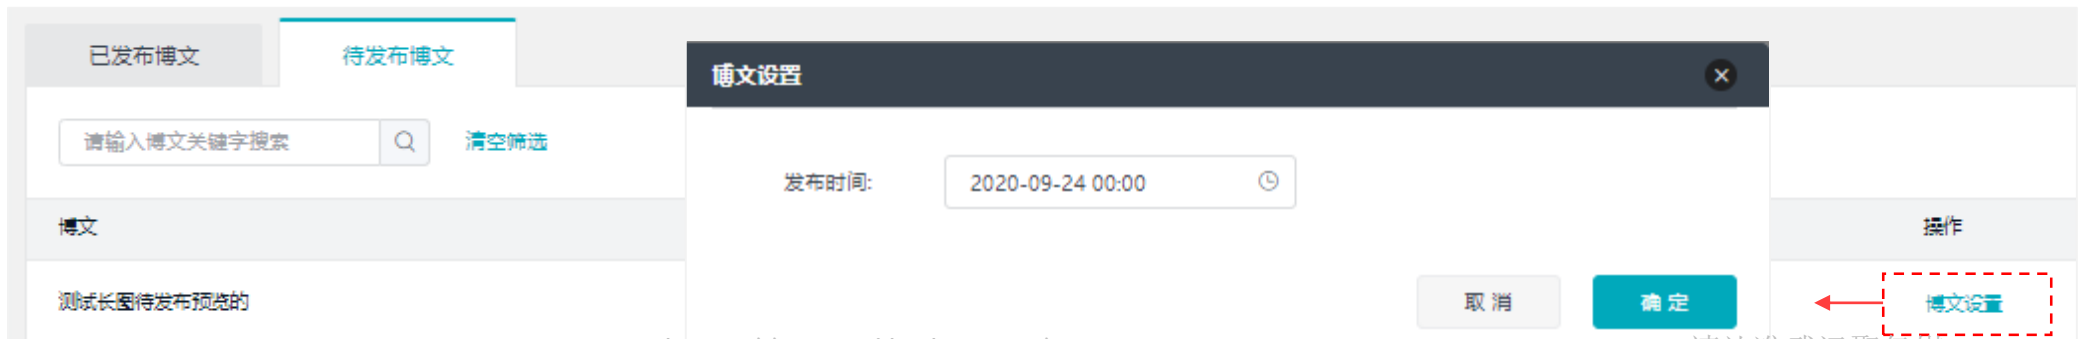 已发布博文
待发布博文
博文设置
请输入博文关键字搜索
清空筛选
发布时间:
2020-09-24 00:00
博文
操作
测试长图待发布预览的
取 消
确 定
博文设置